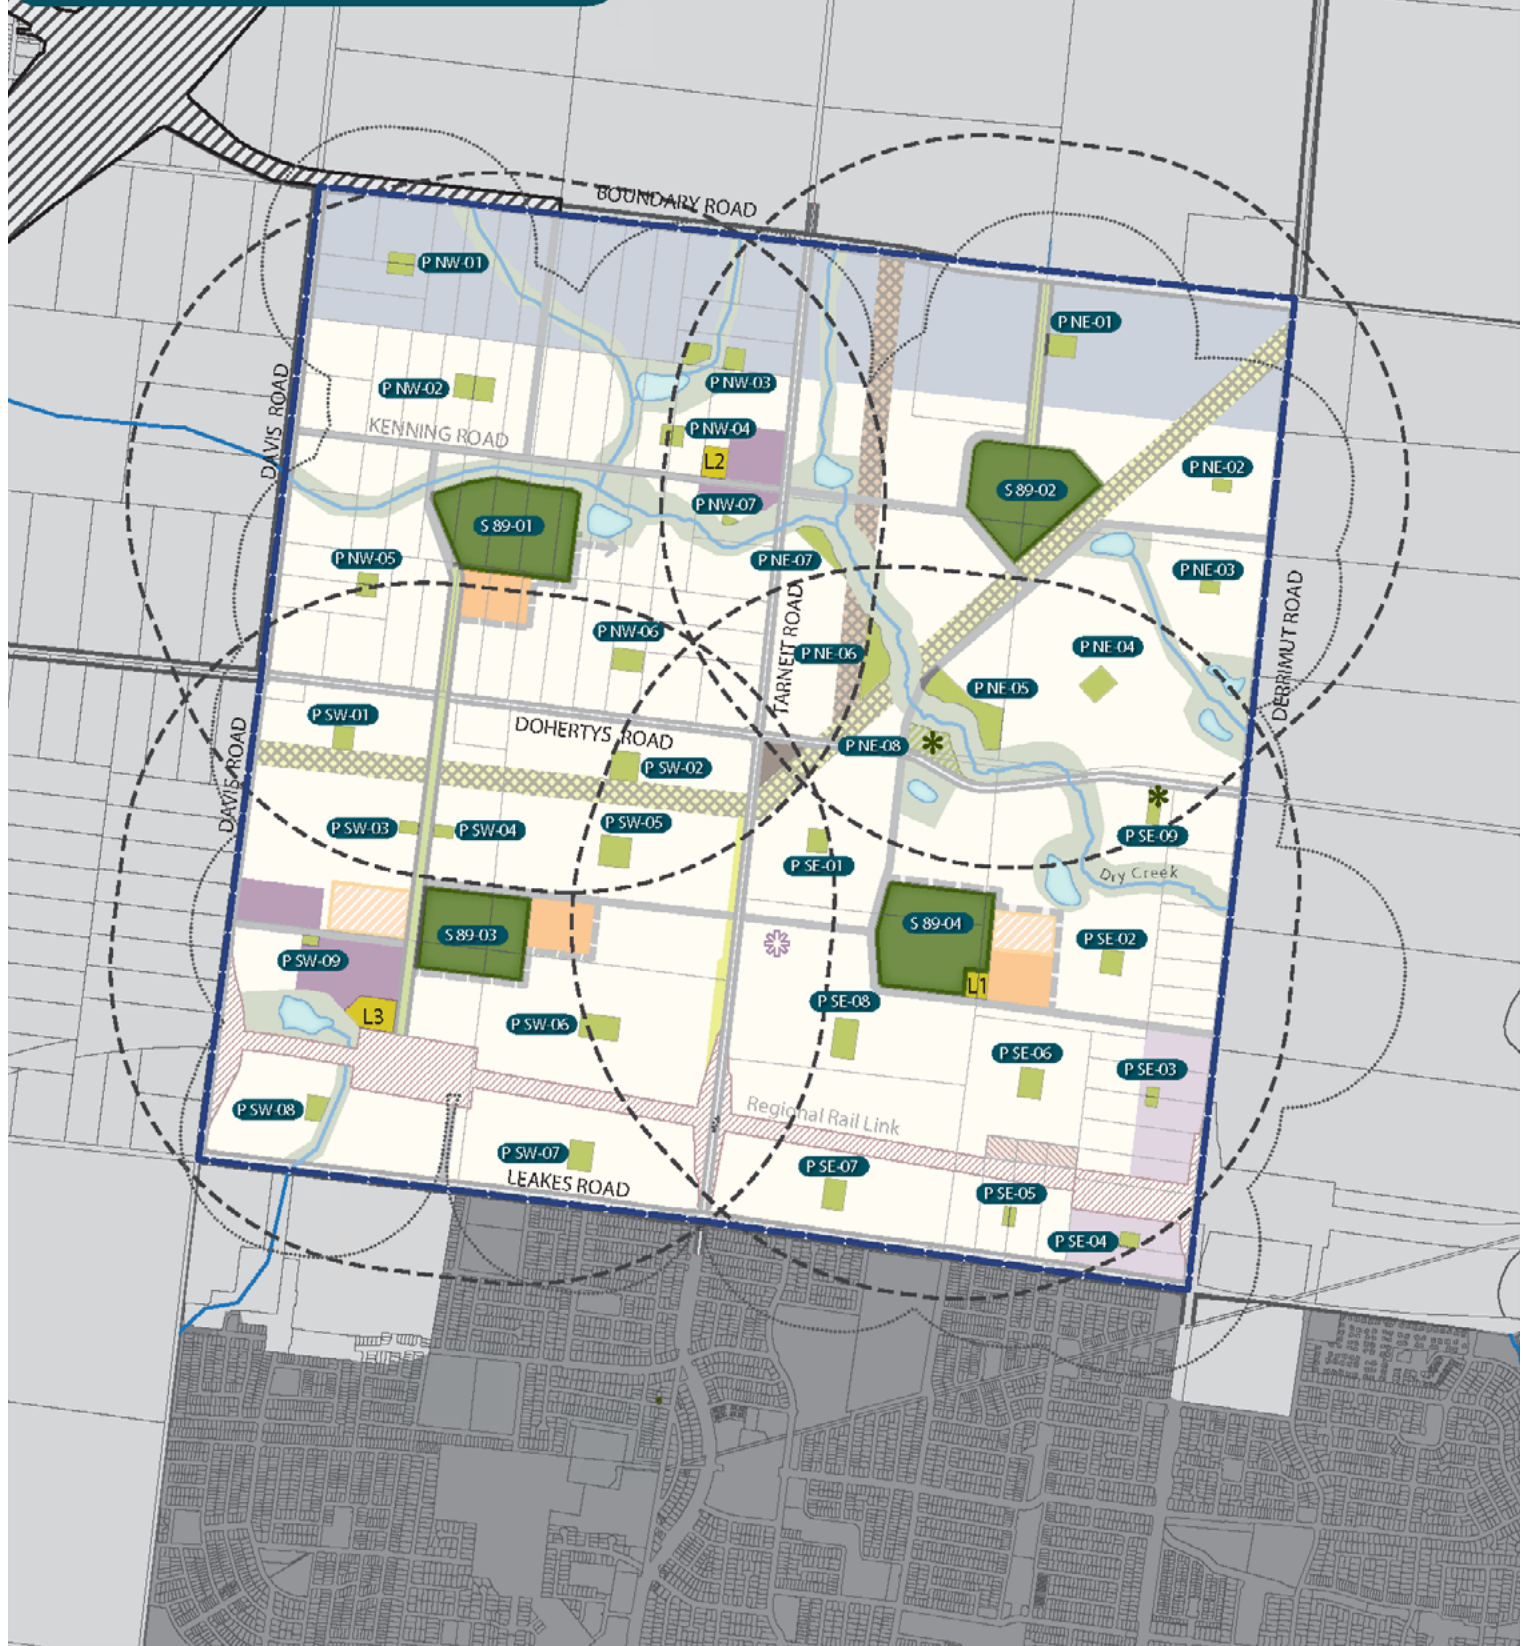 BOUNDARY ROAD
P NW-01
P NE-01
P NW-02
P NW-03
DAVIS ROAD
KENNING ROAD
P NW-04
L2
P NE-02
S 89-02
P NW-07
S 89-01
P NW-05
P NE-07
P NE-03
TARNEIT ROAD
DERRIMUT ROAD
P NW-06
P NE-06
P NE-04
P NE-05
P SW-01
DOHERTYS ROAD
P NE-08
DAVIS ROAD
P SW-02
P SW-03
P SW-04
P SW-05
P SE-09
P SE-01
Dry Creek
S 89-03
S 89-04
P SE-02
P SW-09
L1
L3
P SE-08
P SW-06
P SE-06
P SE-03
P SW-08
Regional Rail Link
P SW-07
P SE-07
LEAKES ROAD
P SE-05
P SE-04